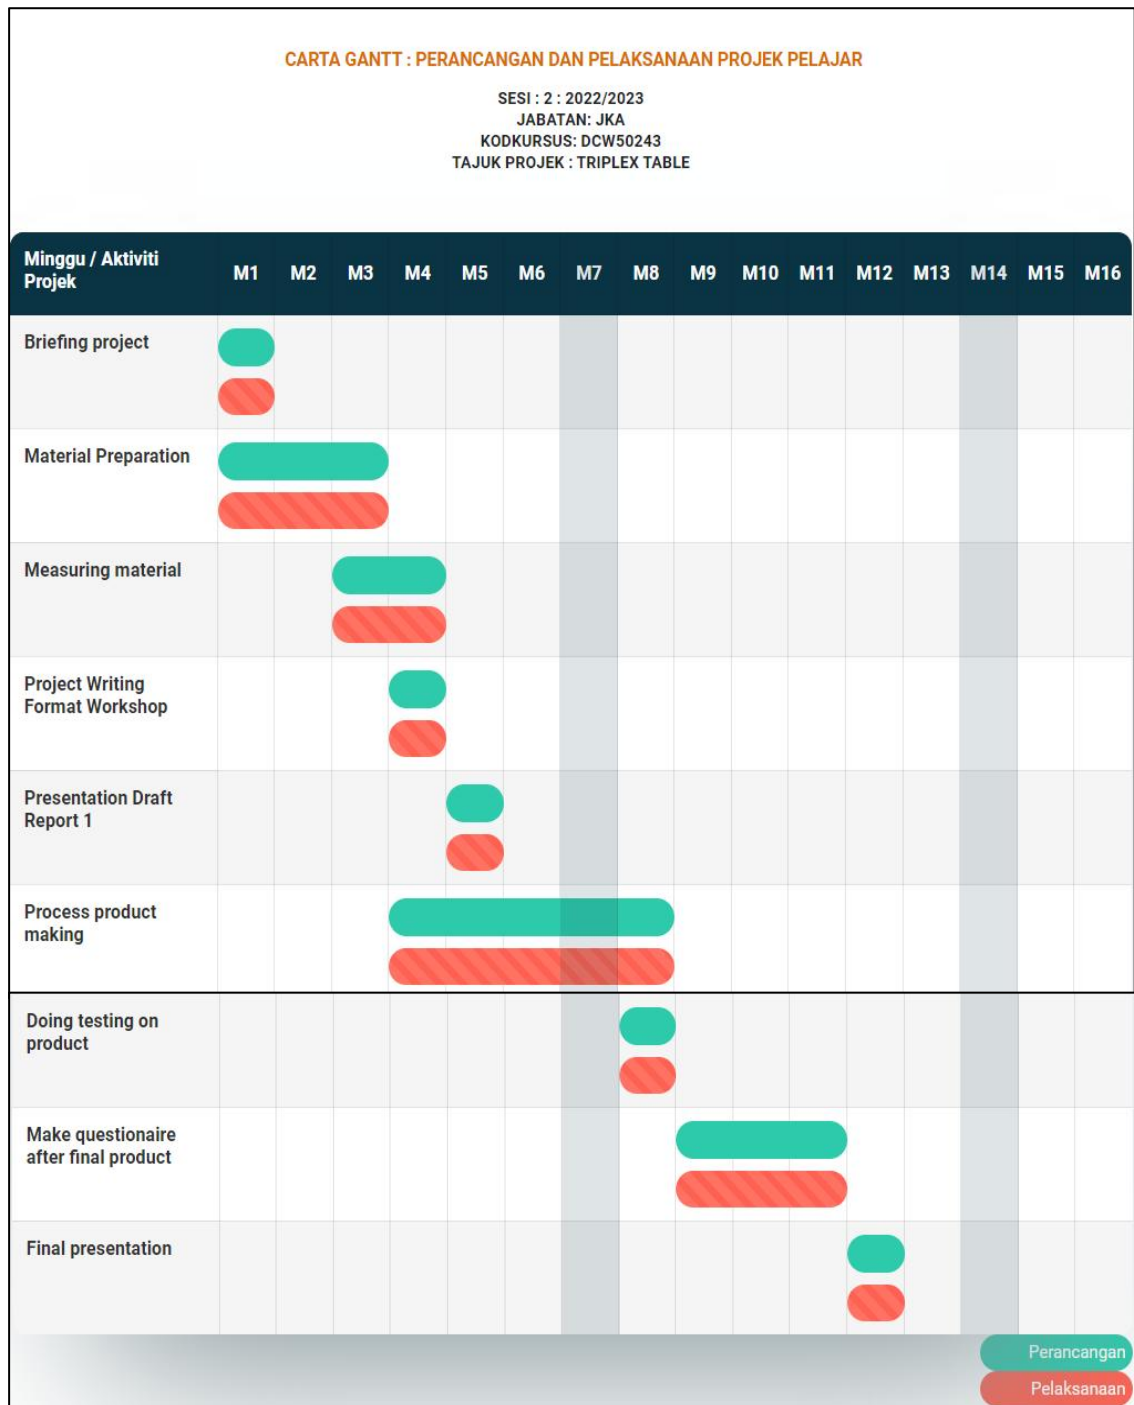 CARTA GANTT : PERANCANGAN DAN PELAKSANAAN PROJEK PELAJAR
SESI : 2 : 2022/2023
JABATAN: JKA
KODKURSUS: DCW50243
TAJUK PROJEK : TRIPLEX TABLE
Minggu / Aktiviti
Projek
M1 M2 M3 M4 M5 M6 M7 M8 M9 M10 M11 M12 M13 M14 M15 M16
Briefing project
Material Preparation
Measuring material
Project Writing
Format Workshop
Presentation Draft
Report 1
Process product
making
Doing testing on
product
Make questionaire
after final product
Final presentation
Perancangan
Pelaksanaan